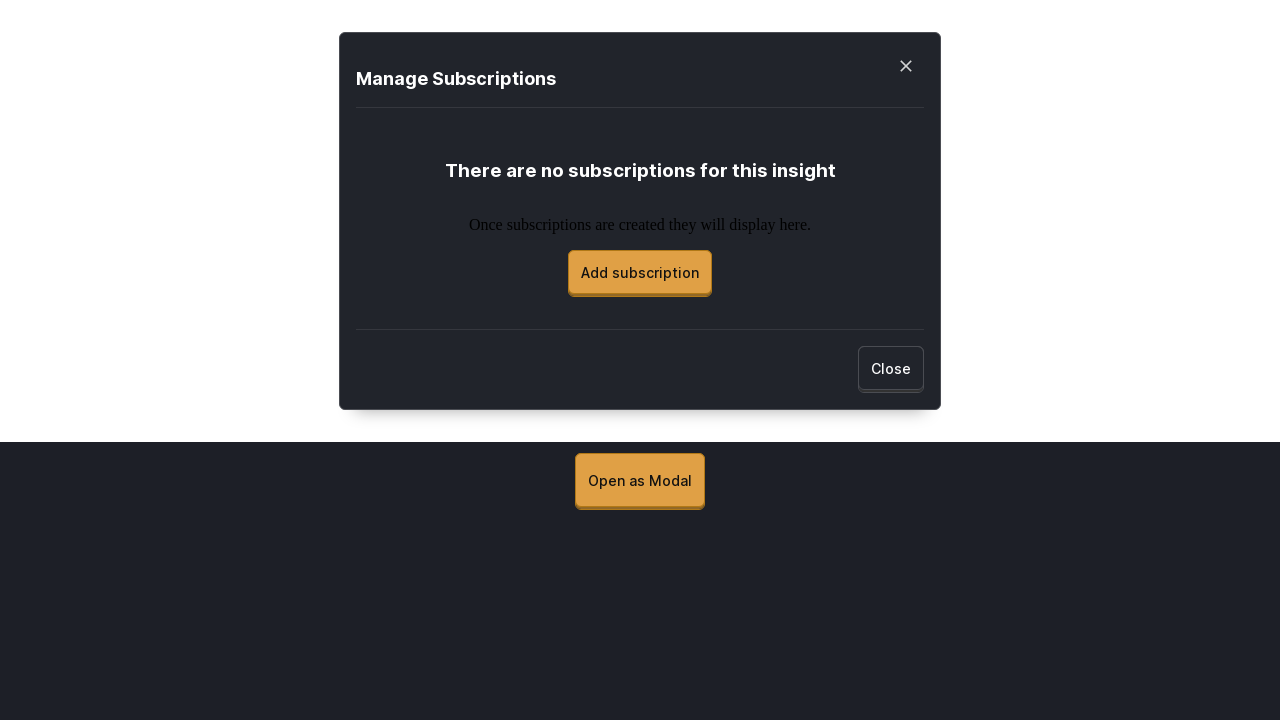 Manage Subscriptions
There are no subscriptions for this insight
Once subscriptions are created they will display here.
Add subscription
Close
Open as Modal